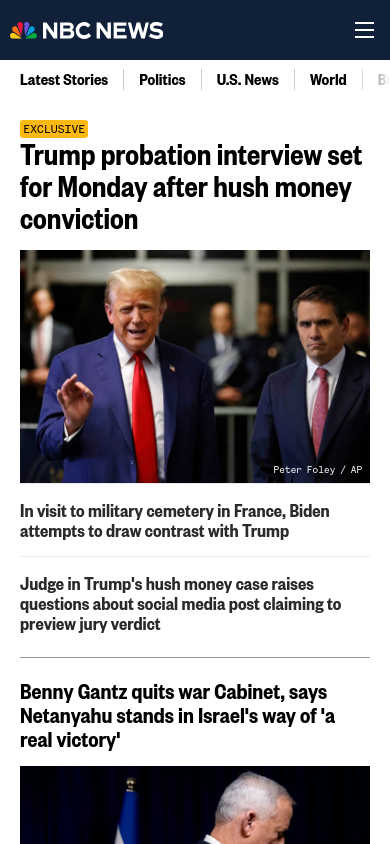 NBC NEWS
Latest Stories
Politics
U.S. News
World
EXCLUSIVE
Trump probation interview set
for Monday after hush money
conviction
Peter Foley / AP
In visit to military cemetery in France, Biden
attempts to draw contrast with Trump
Judge in Trump's hush money case raises
questions about social media post claiming to
preview jury verdict
Benny Gantz quits war Cabinet, says
Netanyahu stands in Israel's way of 'a
real victory'